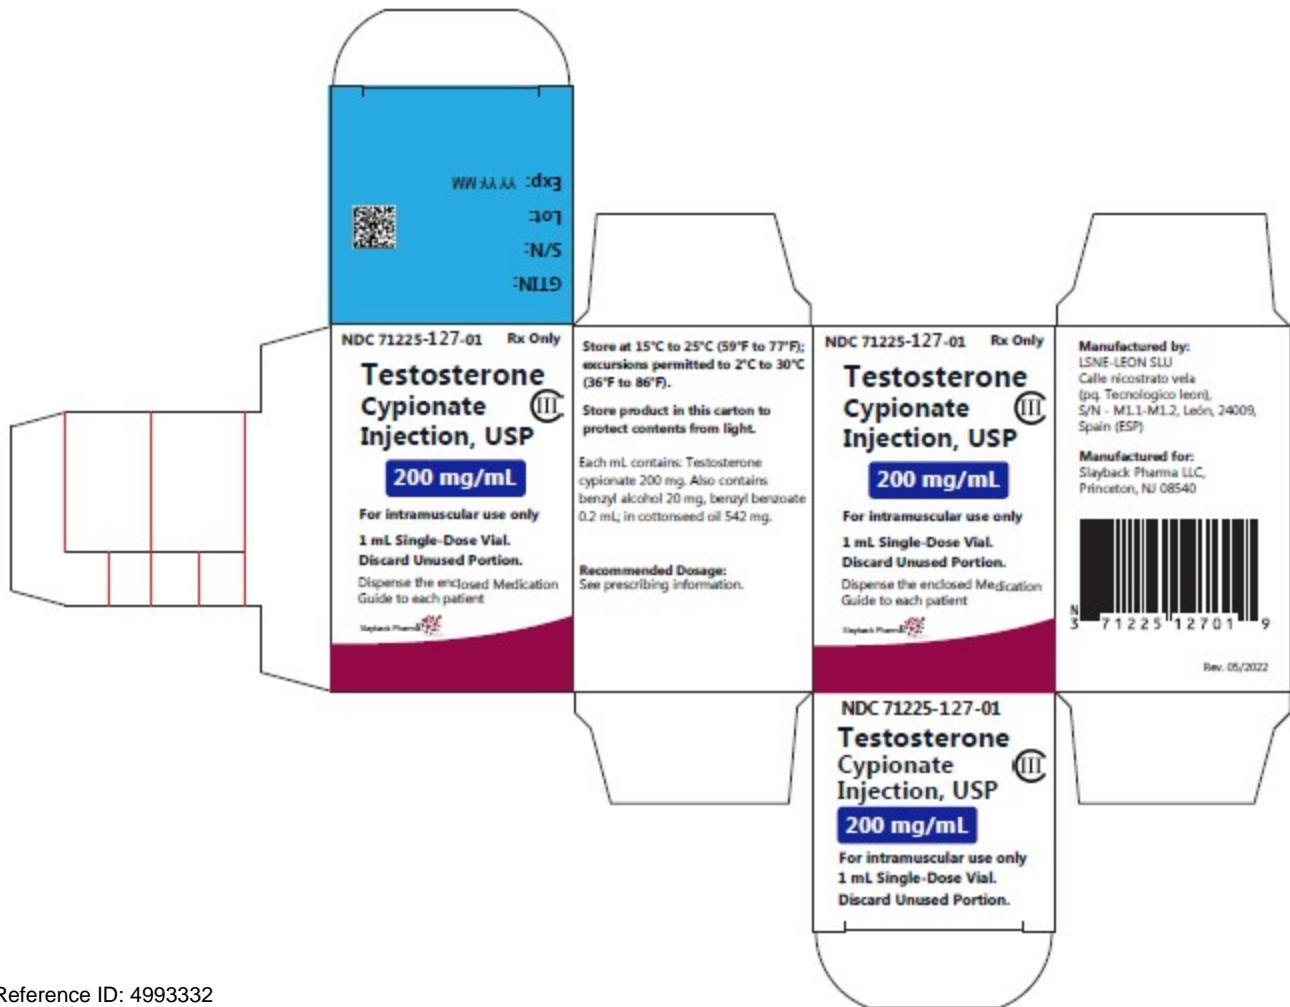 Exp: YYYY-MM
Lot:
S/N:
GTIN:
NDC 71225-127-01 Rx Only
Testosterone
Cypionate
CIII
Injection, USP
200 mg/mL
For intramuscular use only
1 mL Single-Dose Vial.
Discard Unused Portion.
Dispense the enclosed Medication
Guide to each patient
Slayback Pharma
Store at 15°C to 25°C (59°F to 77°F);
excursions permitted to 2°C to 30°C
(36°F to 86°F).
Store product in this carton to
protect contents from light.
Each mL contains: Testosterone
cypionate 200 mg. Also contains
benzyl alcohol 20 mg, benzyl benzoate
0.2 mL; in cottonseed oil 542 mg.
Recommended Dosage:
See prescribing information.
NDC 71225-127-01 Rx Only
Testosterone
Cypionate
CIII
Injection, USP
200 mg/mL
For intramuscular use only
1 mL Single-Dose Vial.
Discard Unused Portion.
Dispense the enclosed Medication
Guide to each patient
Slayback Pharma
Manufactured by:
LSNE-LEON SLU
Calle nicostrato vela
(pq. Tecnologico leon),
S/N - M1.1-M1.2, León, 24009,
Spain (ESP)
Manufactured for:
Slayback Pharma LLC,
Princeton, NJ 08540
N
3 71225 12701 9
Rev. 05/2022
NDC 71225-127-01
Testosterone
Cypionate
CIII
Injection, USP
200 mg/mL
For intramuscular use only
1 mL Single-Dose Vial.
Discard Unused Portion.
Reference ID: 4993332